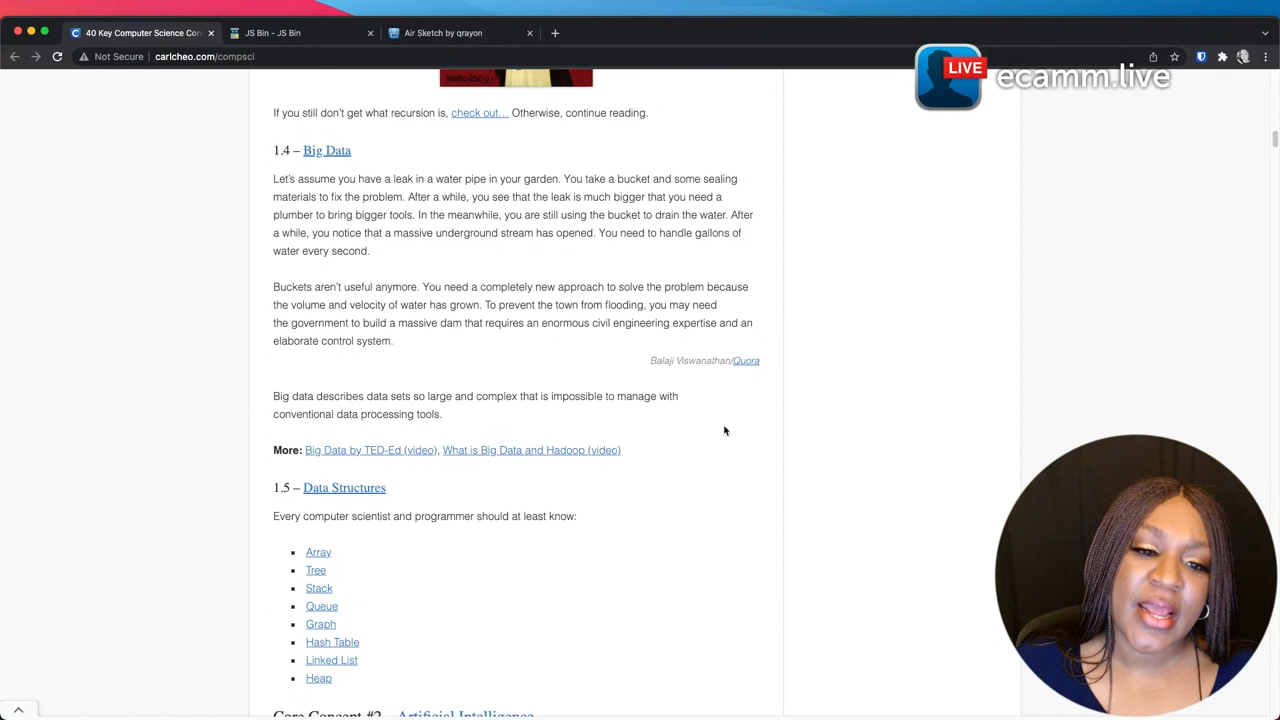 40 Key Computer Science Con
JS Bin - JS Bin
Air Sketch by qrayon
Not Secure
carlcheo.com/compsci
LIVE
ecamm.live
Netto 250 g
If you still don't get what recursion is, check out… Otherwise, continue reading.
1.4 – Big Data
Let's assume you have a leak in a water pipe in your garden. You take a bucket and some sealing
materials to fix the problem. After a while, you see that the leak is much bigger that you need a
plumber to bring bigger tools. In the meanwhile, you are still using the bucket to drain the water. After
a while, you notice that a massive underground stream has opened. You need to handle gallons of
water every second.
Buckets aren't useful anymore. You need a completely new approach to solve the problem because
the volume and velocity of water has grown. To prevent the town from flooding, you may need
the government to build a massive dam that requires an enormous civil engineering expertise and an
elaborate control system.
Balaji Viswanathan/Quora
Big data describes data sets so large and complex that is impossible to manage with
conventional data processing tools.
More: Big Data by TED-Ed (video), What is Big Data and Hadoop (video)
1.5 – Data Structures
Every computer scientist and programmer should at least know:
Array
Tree
Stack
Queue
Graph
Hash Table
Linked List
Heap
Core Concept #2 – Artificial Intelligence